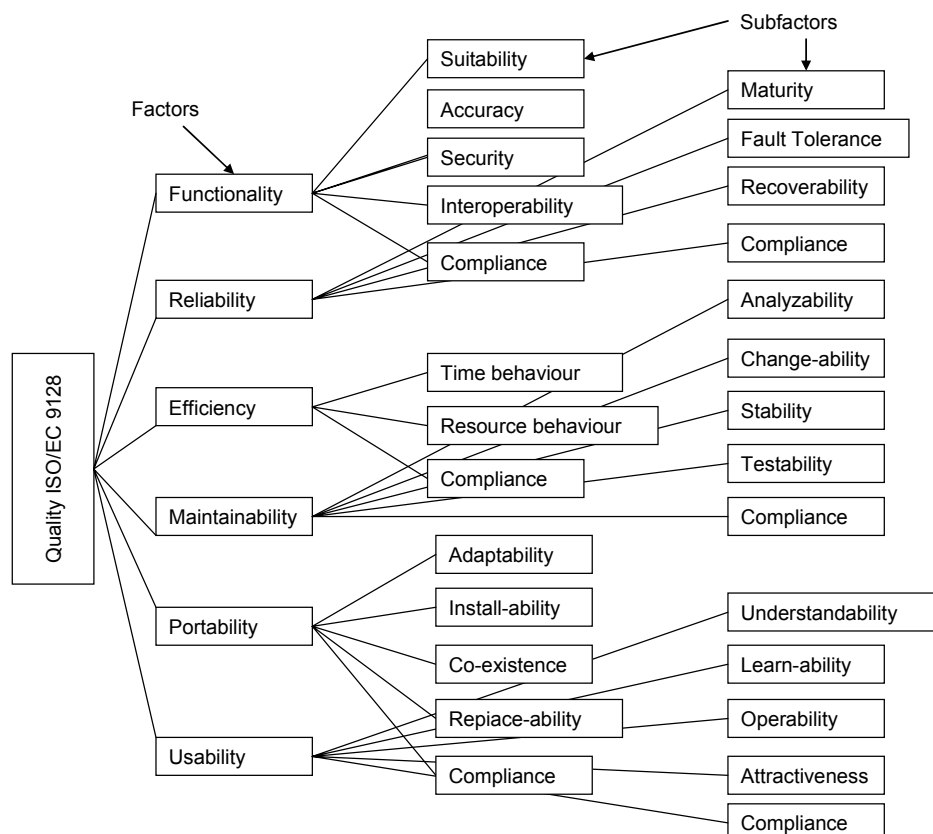 Subfactors
Suitability
Maturity
Accuracy
Factors
Fault Tolerance
Security
Functionality
Recoverability
Interoperability
Compliance
Compliance
Reliability
Analyzability
Time behaviour
Change-ability
Efficiency
Stability
Resource behaviour
Quality ISO/EC 9128
Testability
Compliance
Maintainability
Compliance
Adaptability
Install-ability
Understandability
Portability
Co-existence
Learn-ability
Repiace-ability
Operability
Usability
Compliance
Attractiveness
Compliance